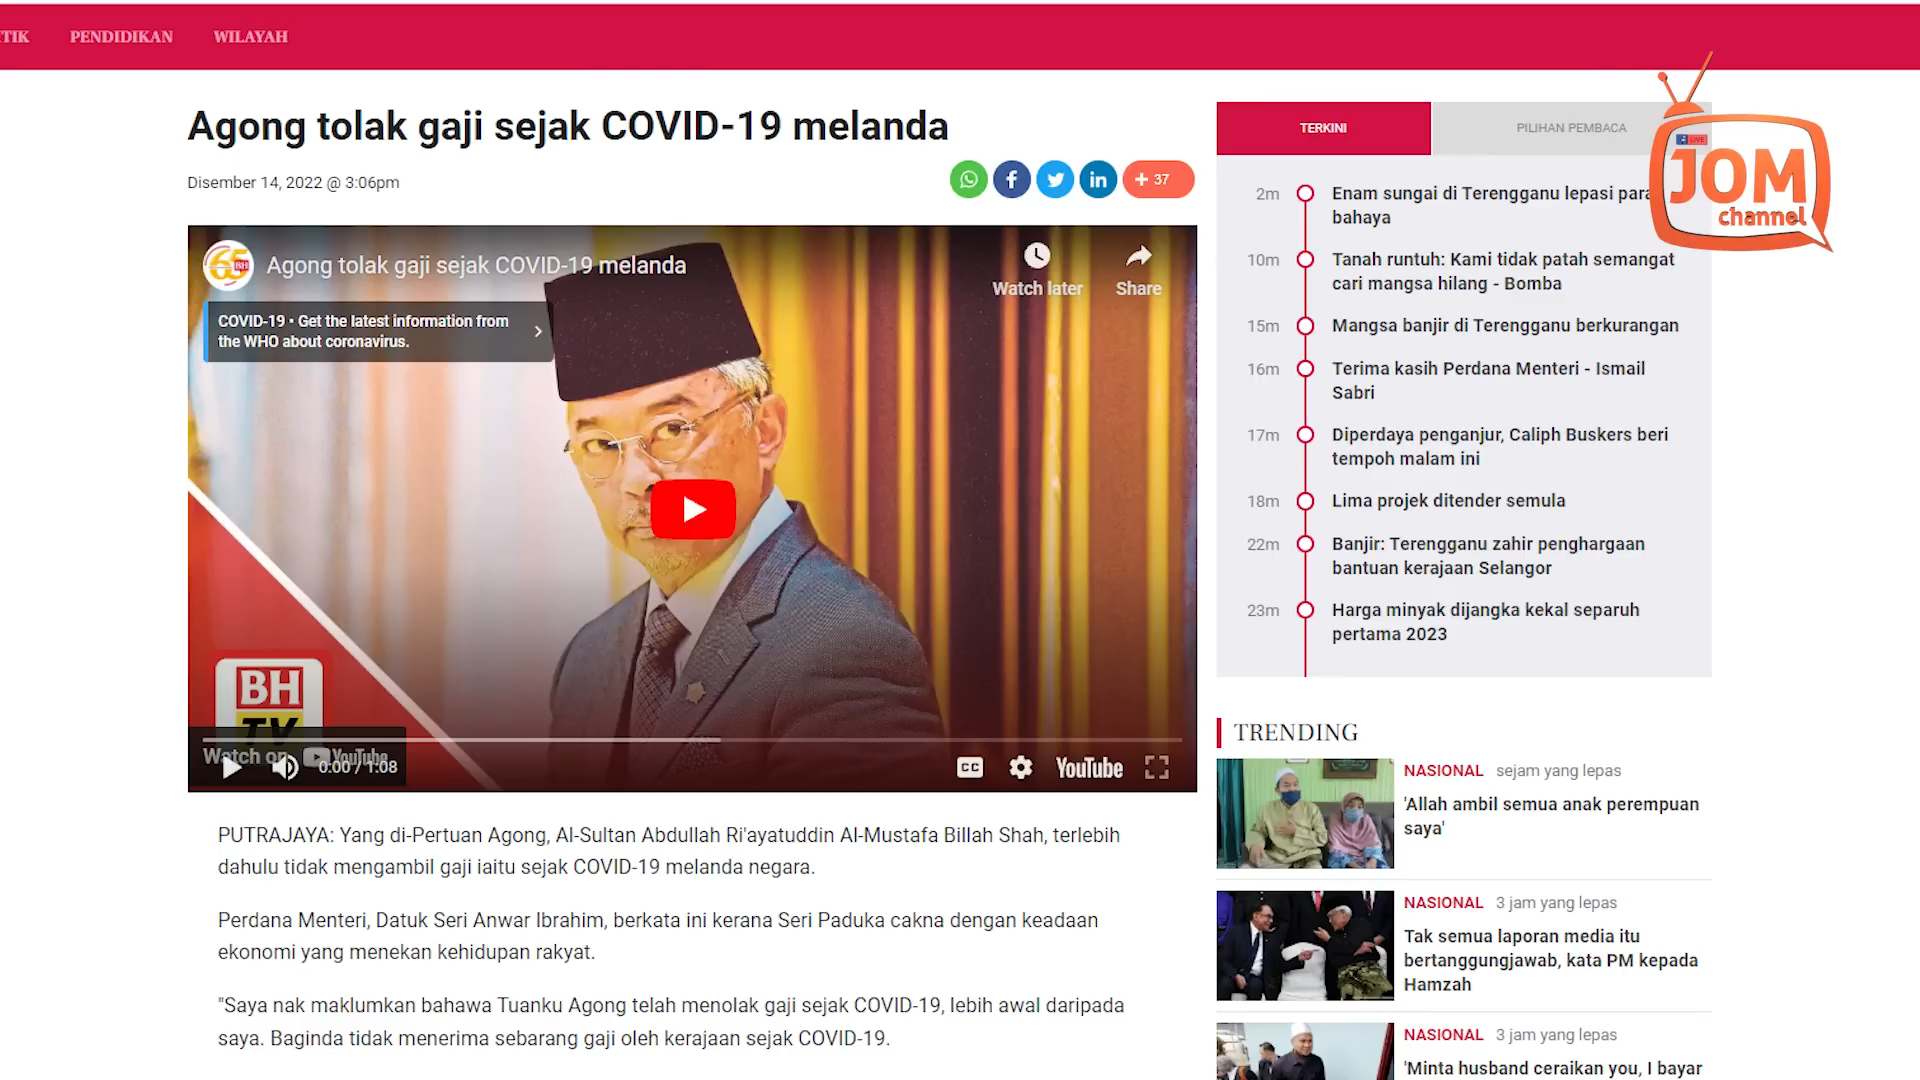 TIK PENDIDIKAN WILAYAH
Agong tolak gaji sejak COVID-19 melanda
Disember 14, 2022 @ 3:06pm
in + 37
65 BH
Agong tolak gaji sejak COVID-19 melanda
Watch later
Share
COVID-19 • Get the latest information from
the WHO about coronavirus.
BH
TV
Watch on YouTube
0:00 / 1:08
CC YouTube
PUTRAJAYA: Yang di-Pertuan Agong, Al-Sultan Abdullah Ri'ayatuddin Al-Mustafa Billah Shah, terlebih
dahulu tidak mengambil gaji iaitu sejak COVID-19 melanda negara.
Perdana Menteri, Datuk Seri Anwar Ibrahim, berkata ini kerana Seri Paduka cakna dengan keadaan
ekonomi yang menekan kehidupan rakyat.
"Saya nak maklumkan bahawa Tuanku Agong telah menolak gaji sejak COVID-19, lebih awal daripada
saya. Baginda tidak menerima sebarang gaji oleh kerajaan sejak COVID-19.
TERKINI PILIHAN PEMBACA
LIVE
JOM
channel
2m Enam sungai di Terengganu lepasi para
bahaya
10m Tanah runtuh: Kami tidak patah semangat
cari mangsa hilang - Bomba
15m Mangsa banjir di Terengganu berkurangan
16m Terima kasih Perdana Menteri - Ismail
Sabri
17m Diperdaya penganjur, Caliph Buskers beri
tempoh malam ini
18m Lima projek ditender semula
22m Banjir: Terengganu zahir penghargaan
bantuan kerajaan Selangor
23m Harga minyak dijangka kekal separuh
pertama 2023
TRENDING
NASIONAL sejam yang lepas
'Allah ambil semua anak perempuan
saya'
NASIONAL 3 jam yang lepas
Tak semua laporan media itu
bertanggungjawab, kata PM kepada
Hamzah
NASIONAL 3 jam yang lepas
'Minta husband ceraikan you, I bayar